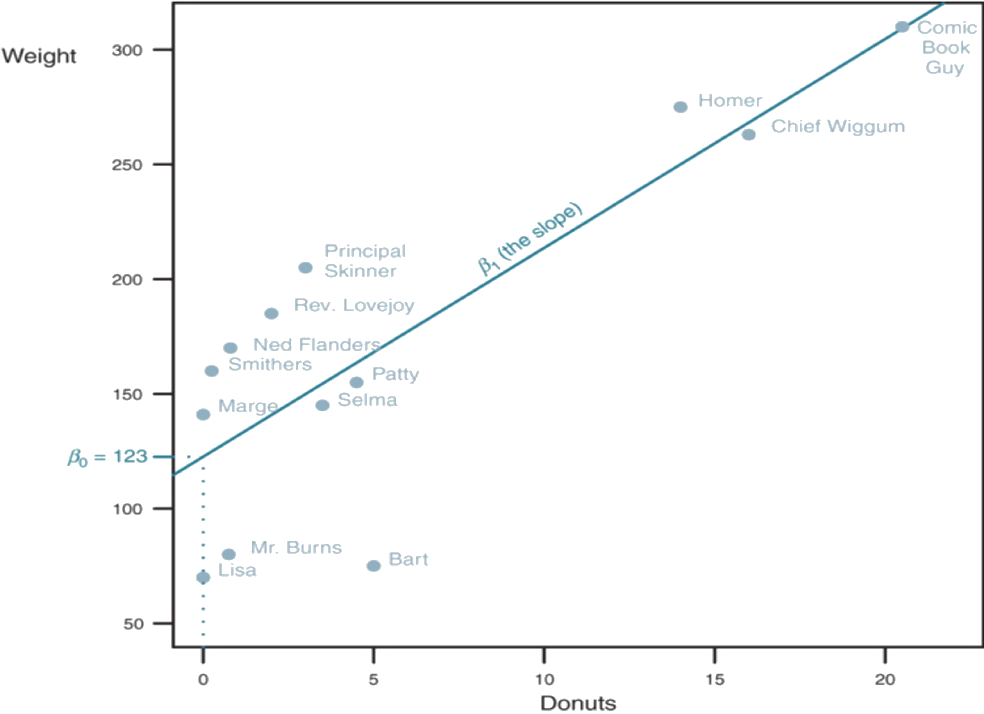 Weight
300
250
200
150
β0 = 123
100
50
Comic
Book
Guy
Homer
Chief Wiggum
β1 (the slope)
Principal
Skinner
Rev. Lovejoy
Ned Flanders
Smithers
Patty
Selma
Marge
Mr. Burns
Bart
Lisa
0
5
10
15
20
Donuts